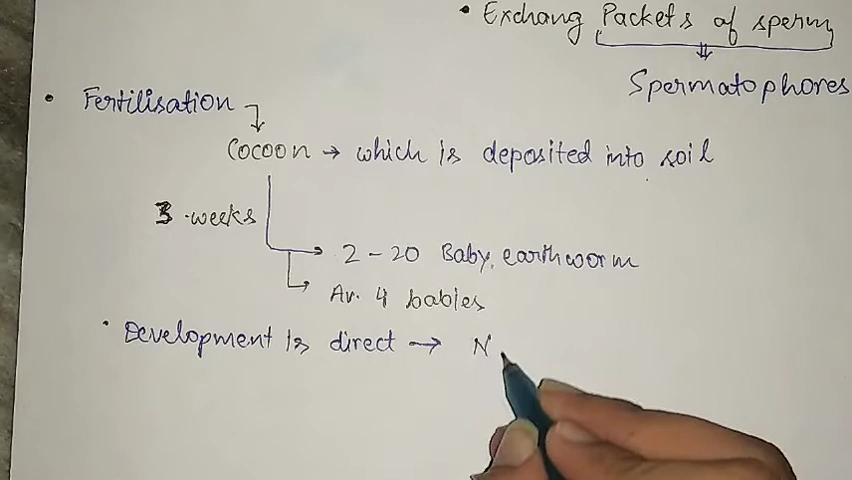 • Exchang Packets of sperm
⇓
Spermatophores
• Fertilisation
Cocoon → which is deposited into soil
3 weeks
2 - 20 Baby earthworm
Av. 4 babies
• Development is direct → N